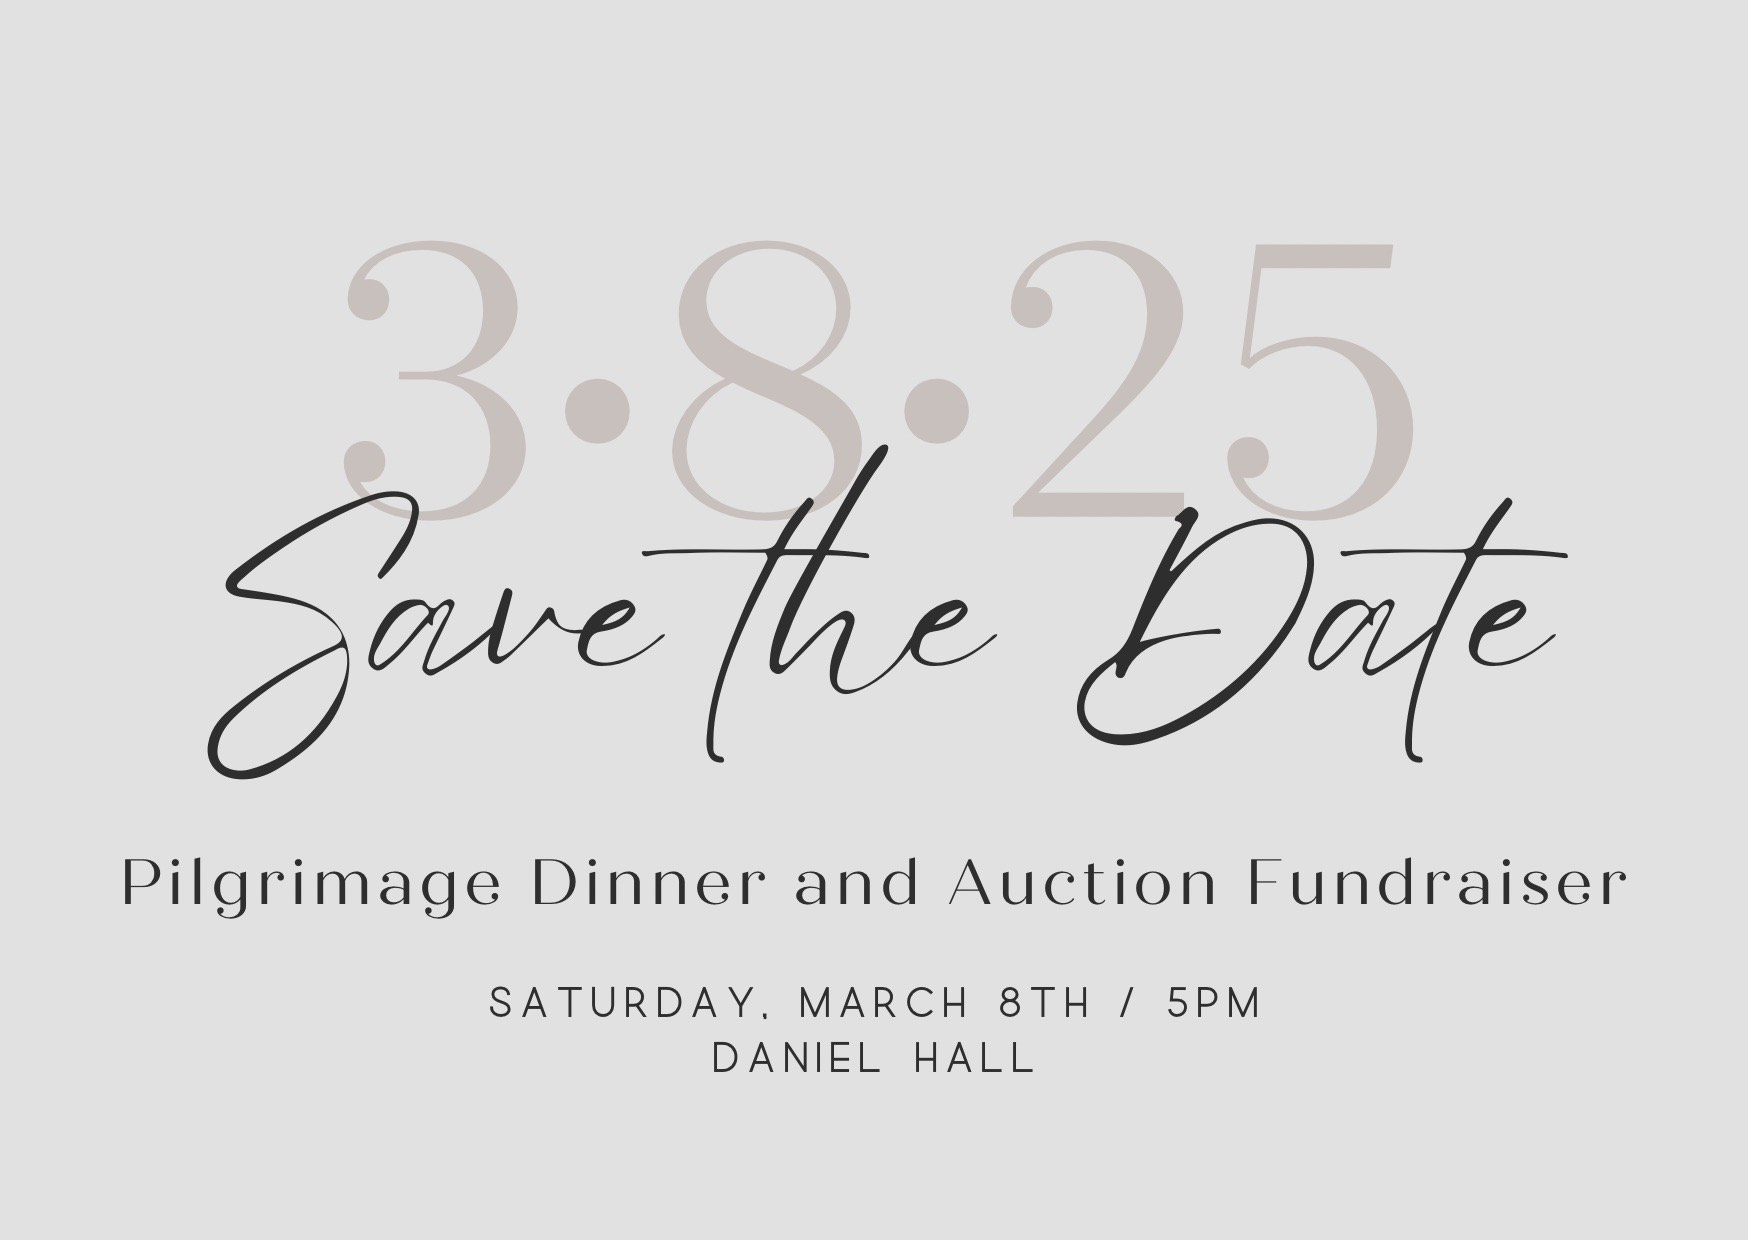 3•8•25
Save the Date
Pilgrimage Dinner and Auction Fundraiser
SATURDAY, MARCH 8TH / 5PM
DANIEL HALL